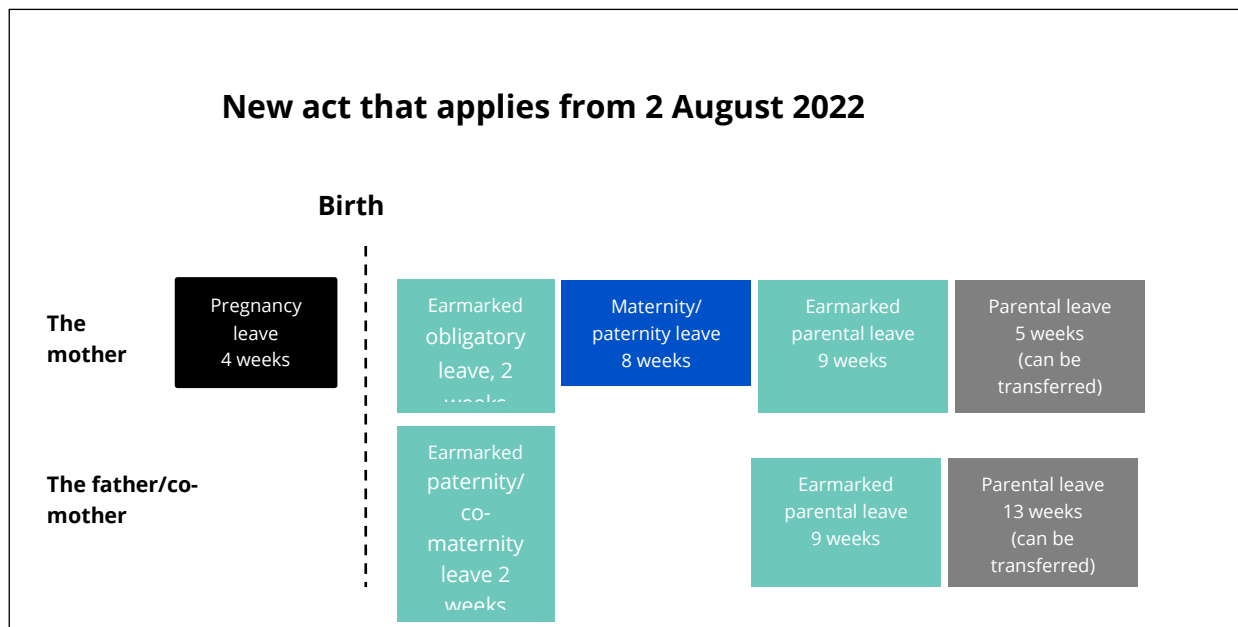 New act that applies from 2 August 2022
Birth
The
mother
Pregnancy
leave
4 weeks
Earmarked
obligatory
leave, 2
weeks
Maternity/
paternity leave
8 weeks
Earmarked
parental leave
9 weeks
Parental leave
5 weeks
(can be
transferred)
The father/co-
mother
Earmarked
paternity/
co-
maternity
leave 2
weeks
Earmarked
parental leave
9 weeks
Parental leave
13 weeks
(can be
transferred)